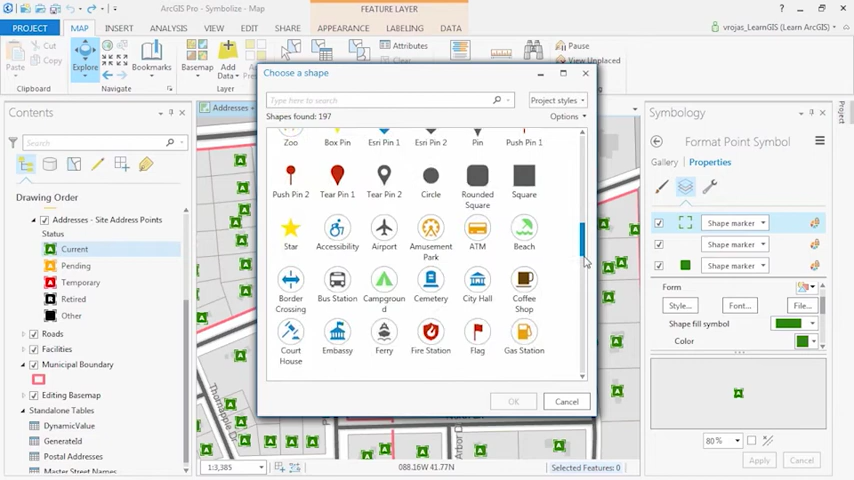 ArcGIS Pro - Symbolize - Map
FEATURE LAYER
PROJECT MAP INSERT ANALYSIS VIEW EDIT SHARE APPEARANCE LABELING DATA
vrojas_LearnGIS (Learn ArcGIS)
Paste
Cut
Copy
Clipboard
Explore
Bookmarks
Navigate
Basemap
Add Data
Attributes
Clear
Pause
View Unplaced
Contents
Search
Drawing Order
Addresses - Site Address Points
Status
Current
Pending
Temporary
Retired
Other
Roads
Facilities
Municipal Boundary
Editing Basemap
Standalone Tables
DynamicValue
GenerateId
Postal Addresses
Master Street Names
Addresses
Thornapple Dr
Arbor D
1:3,385
088.16W 41.77N
Selected Features: 0
Choose a shape
Type here to search
Project styles
Shapes found: 197
Options
Zoo Box Pin Esri Pin 1 Esri Pin 2 Pin Push Pin 1
Push Pin 2 Tear Pin 1 Tear Pin 2 Circle Rounded Square Square
Star Accessibility Airport Amusement Park ATM Beach
Border Crossing Bus Station Campground Cemetery City Hall Coffee Shop
Court House Embassy Ferry Fire Station Flag Gas Station
OK Cancel
Symbology
Format Point Symbol
Gallery Properties
Shape marker
Shape marker
Shape marker
Form
Style... Font... File...
Shape fill symbol
Color
80%
Apply Cancel
Project